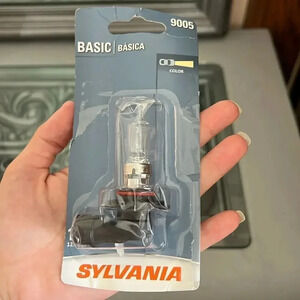 9005
BASIC | BÁSICA
COLOR
SYLVANIA